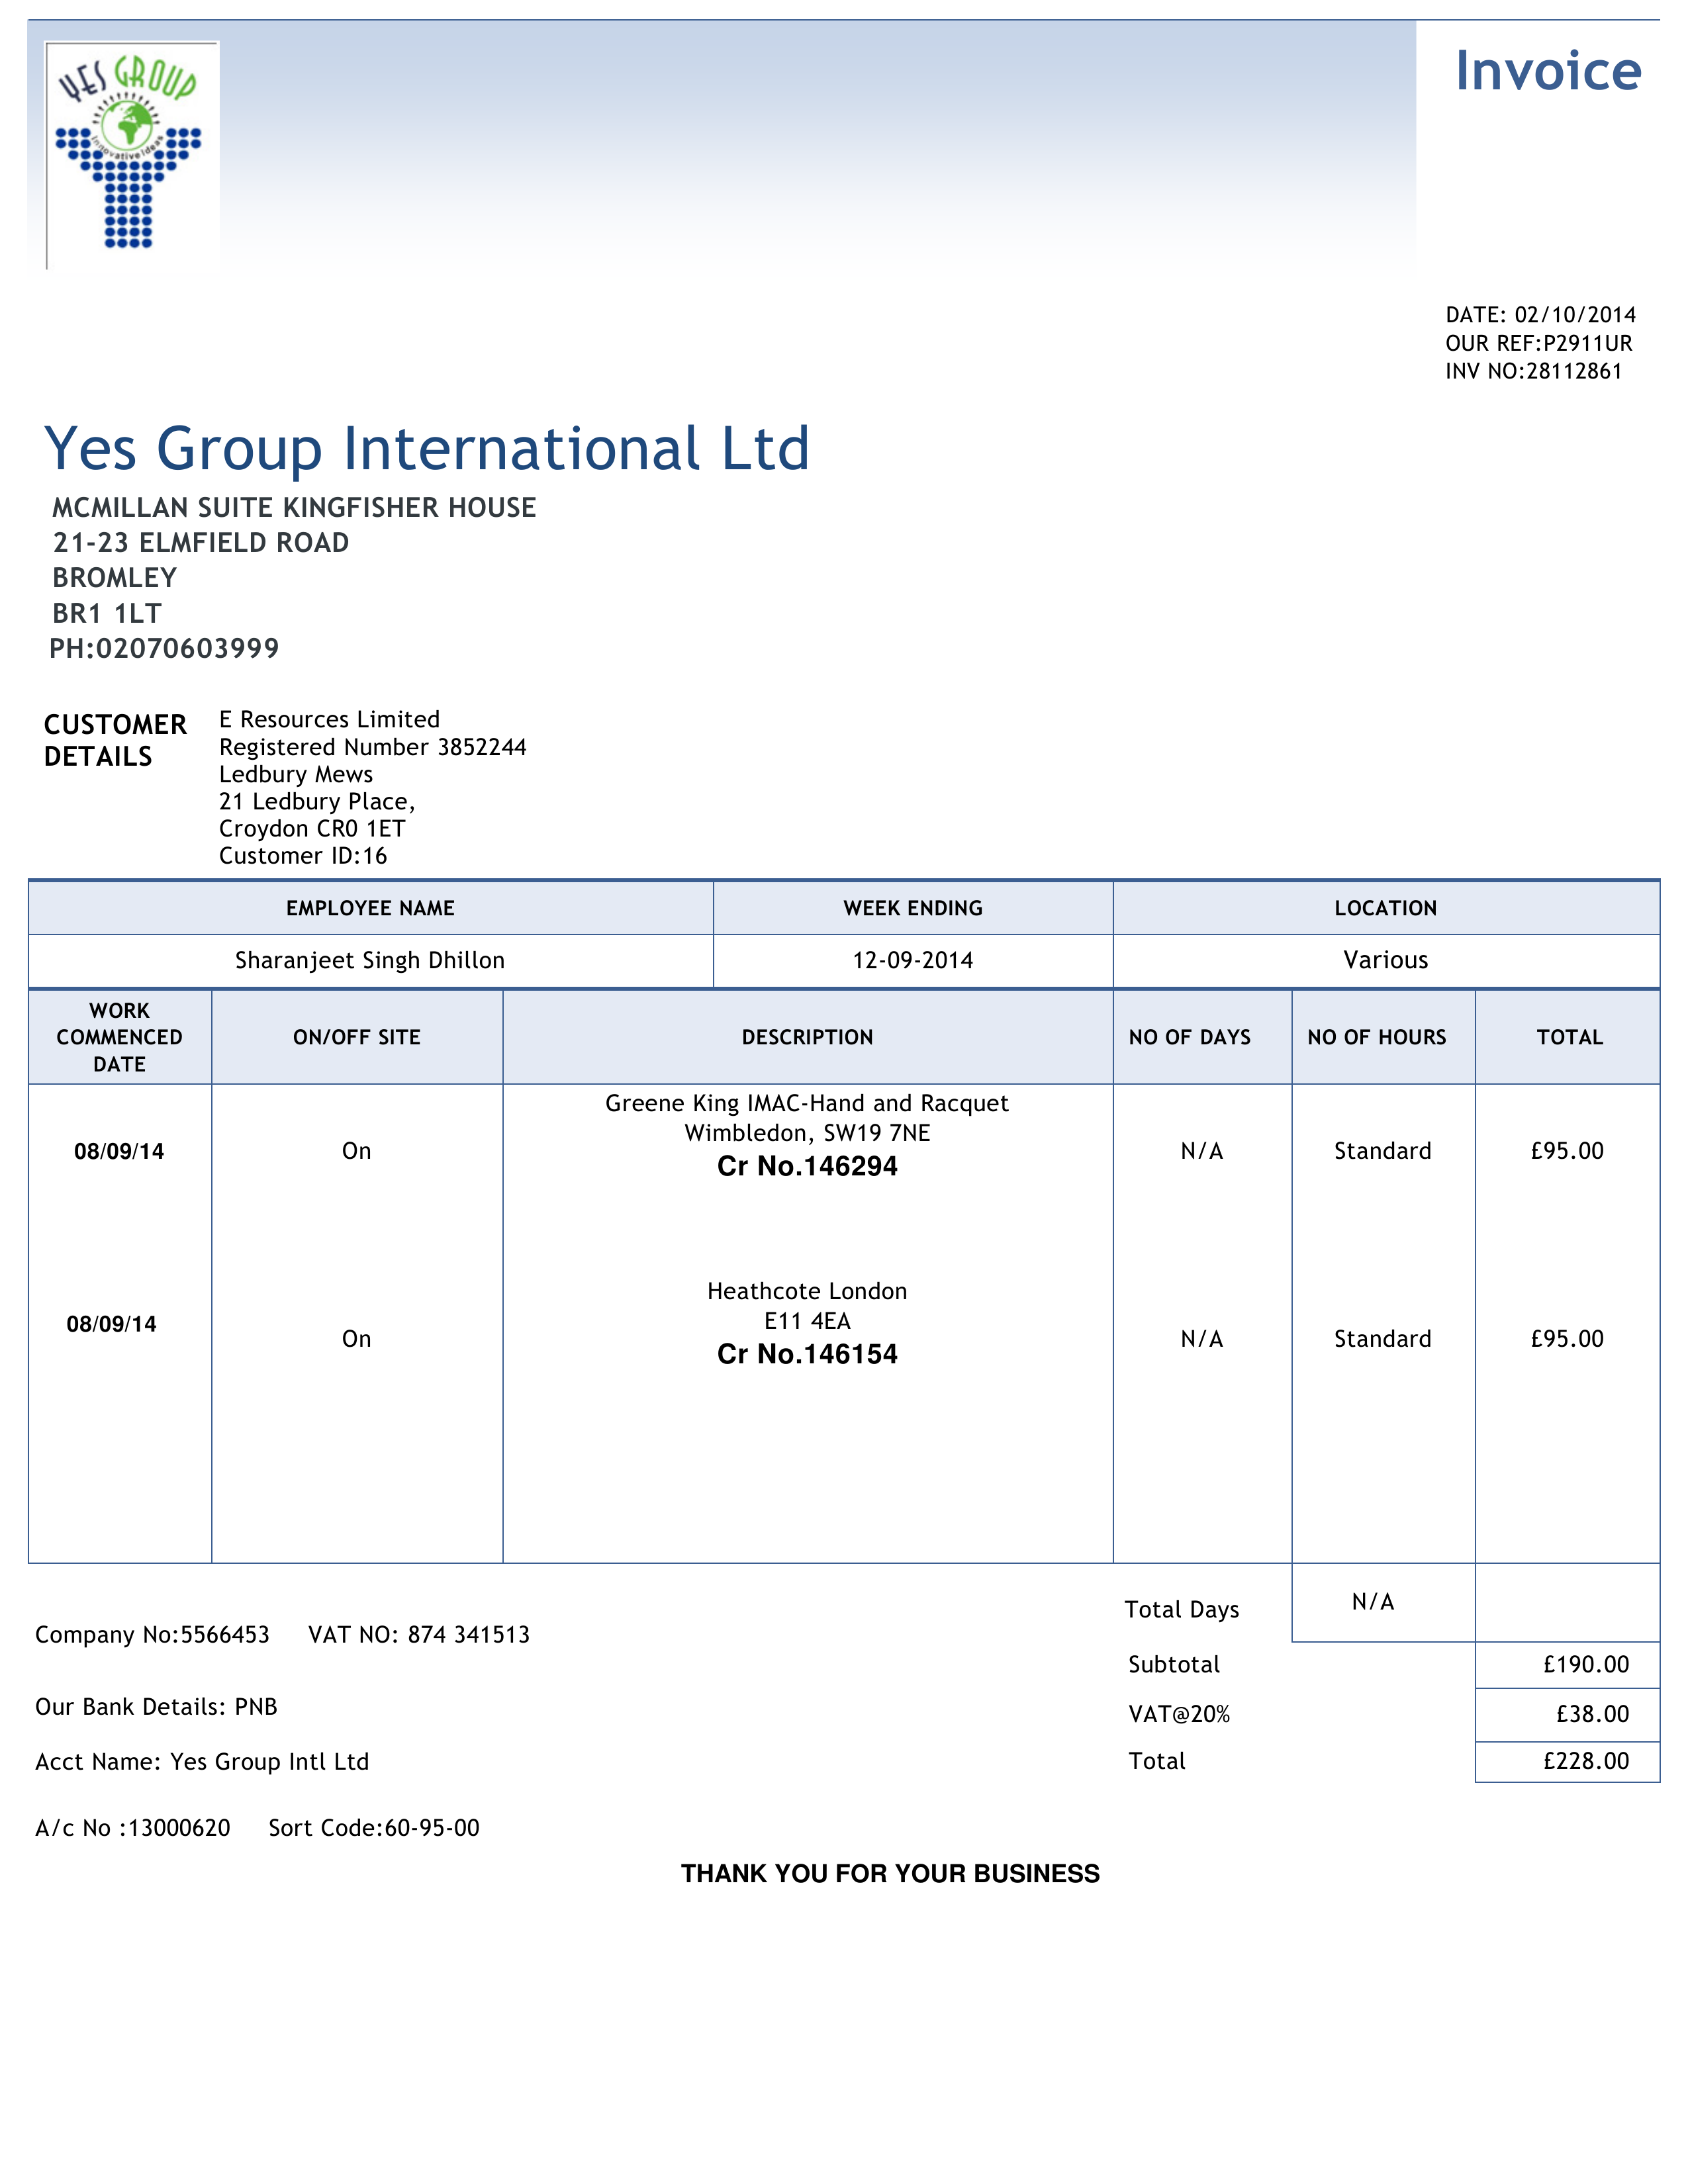 YES GROUP
Innovative Ideas
Invoice
DATE: 02/10/2014
OUR REF:P2911UR
INV NO:28112861
Yes Group International Ltd
MCMILLAN SUITE KINGFISHER HOUSE
21-23 ELMFIELD ROAD
BROMLEY
BR1 1LT
PH:02070603999
CUSTOMER DETAILS
E Resources Limited
Registered Number 3852244
Ledbury Mews
21 Ledbury Place,
Croydon CR0 1ET
Customer ID:16
EMPLOYEE NAME WEEK ENDING LOCATION
Sharanjeet Singh Dhillon 12-09-2014 Various
WORK COMMENCED DATE ON/OFF SITE DESCRIPTION NO OF DAYS NO OF HOURS TOTAL
Greene King IMAC-Hand and Racquet
Wimbledon, SW19 7NE
08/09/14 On N/A Standard £95.00
Cr No.146294
Heathcote London
E11 4EA
08/09/14 On N/A Standard £95.00
Cr No.146154
Total Days N/A
Company No:5566453 VAT NO: 874 341513
Subtotal £190.00
Our Bank Details: PNB
VAT@20% £38.00
Acct Name: Yes Group Intl Ltd
Total £228.00
A/c No :13000620 Sort Code:60-95-00
THANK YOU FOR YOUR BUSINESS